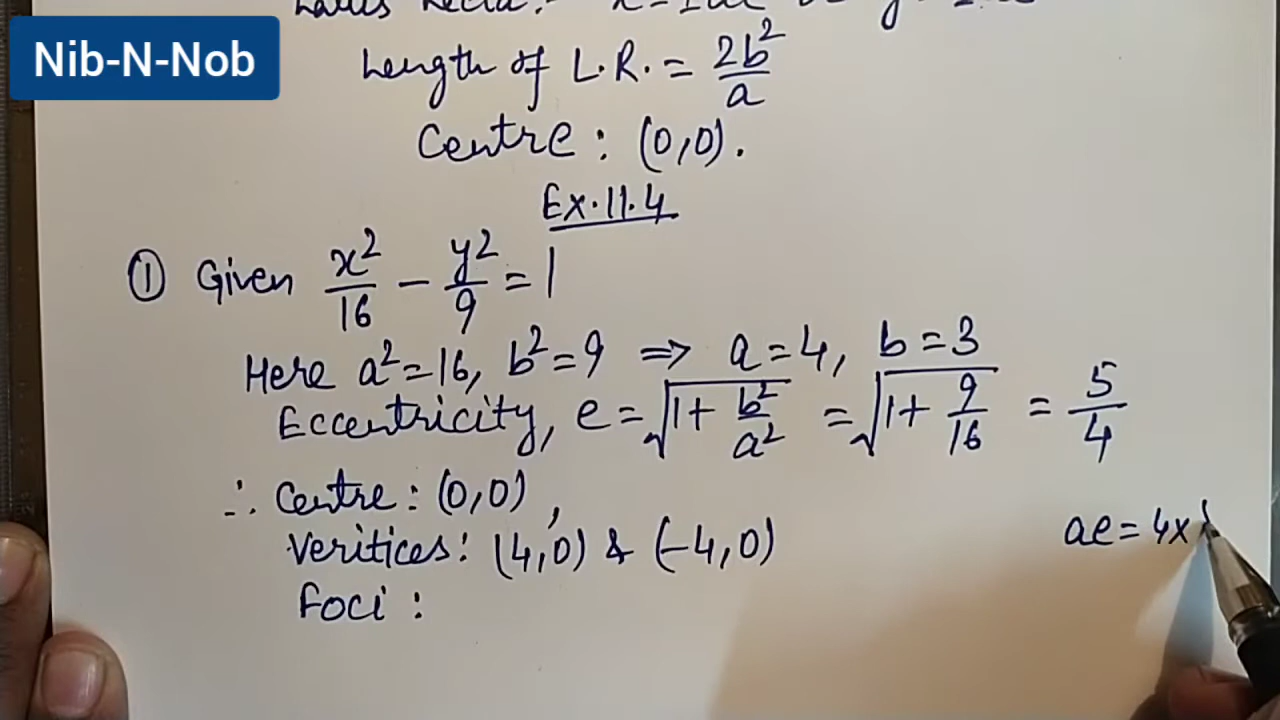 Nib-N-Nob
Length of L.R. = 2b²/a
Centre : (0,0).
Ex.11.4
① Given x²/16 − y²/9 = 1
Here a²=16, b²=9 ⇒ a=4, b=3
Eccentricity, e = √(1 + b²/a²) = √(1 + 9/16) = 5/4
∴ Centre : (0,0),
Veritices : (4,0) & (−4,0)
ae = 4×
Foci :